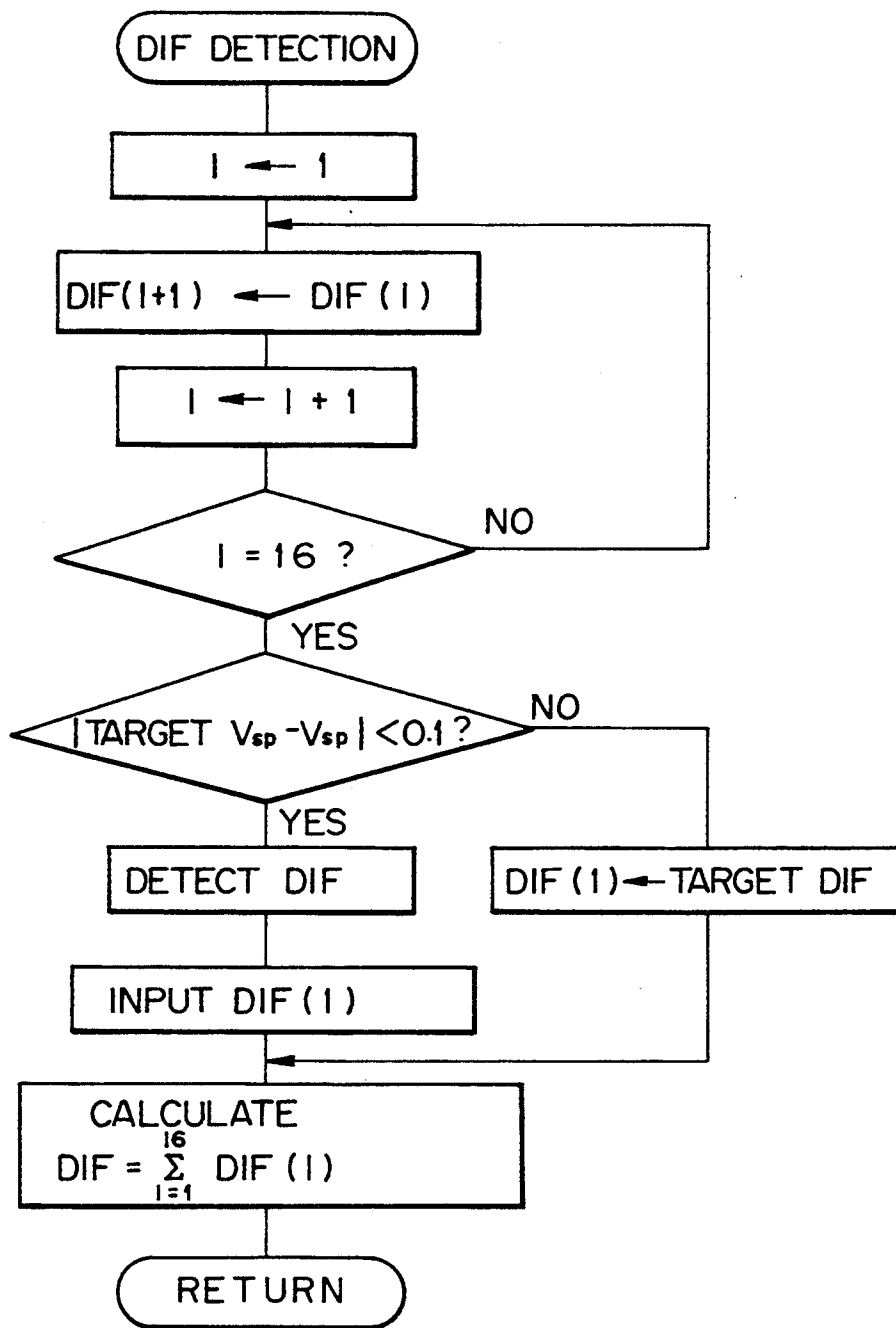 DIF DETECTION
I ← 1
DIF(I+1) ← DIF(I)
I ← I + 1
I = 16 ?
NO
YES
|TARGET Vsp-Vsp| <0.1 ?
NO
YES
DETECT DIF
DIF(1)←TARGET DIF
INPUT DIF(1)
CALCULATE
16
DIF = Σ DIF(I)
I=1
RETURN